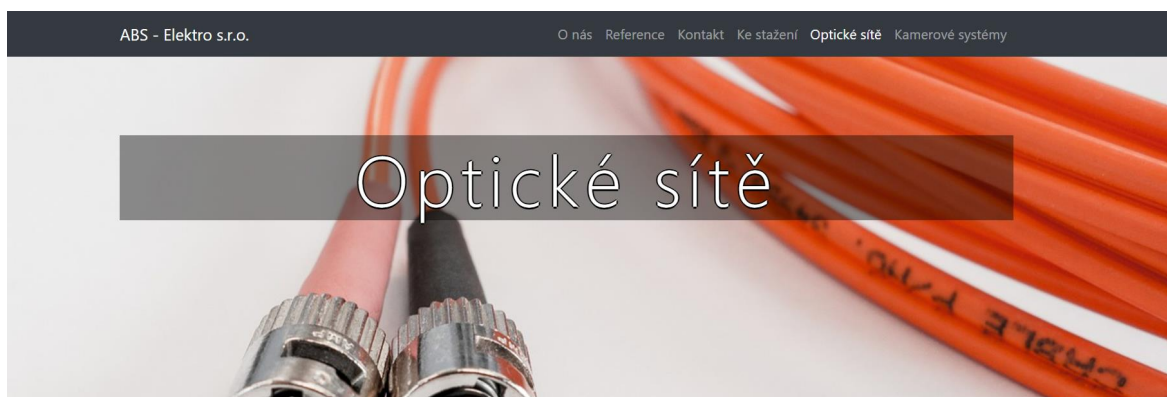 ABS - Elektro s.r.o.
O nás Reference Kontakt Ke stažení Optické sítě Kamerové systémy
Optické sítě